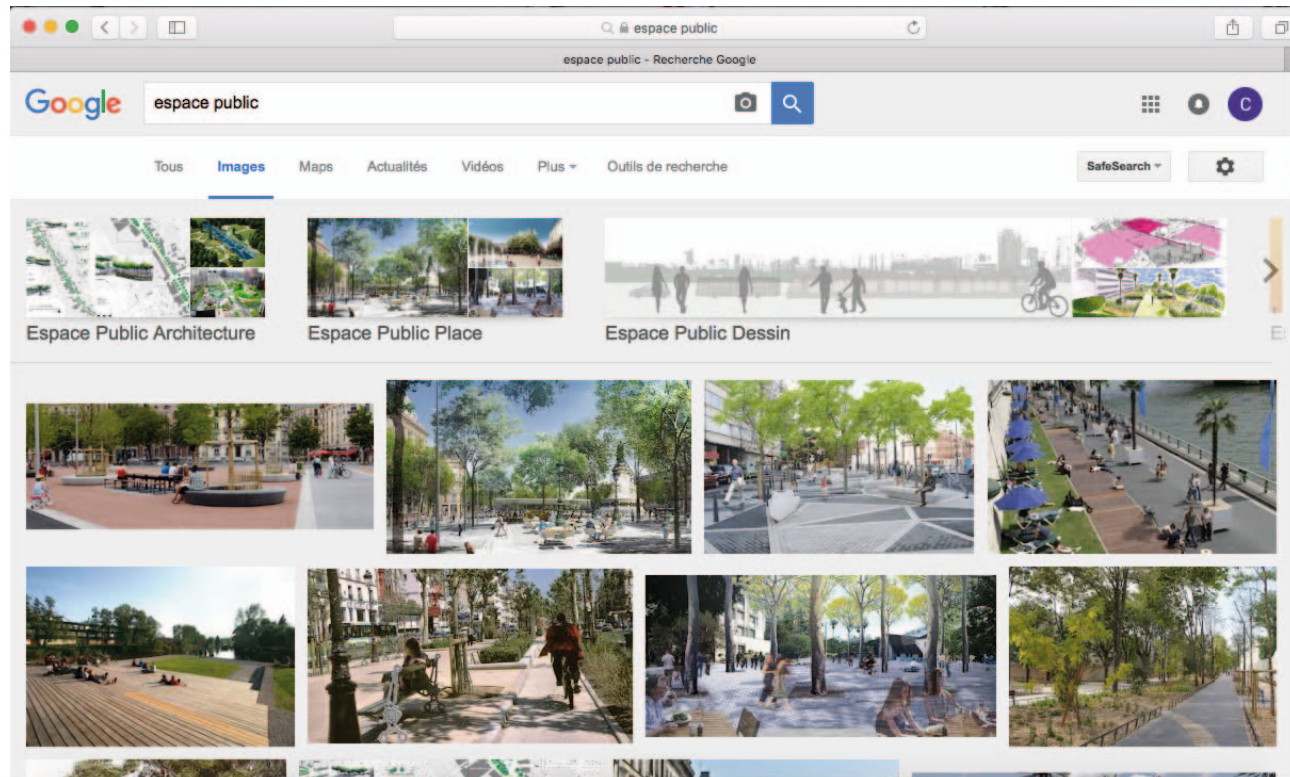 espace public
espace public - Recherche Google
Google espace public C
Tous Images Maps Actualités Vidéos Plus Outils de recherche SafeSearch
Espace Public Architecture Espace Public Place Espace Public Dessin